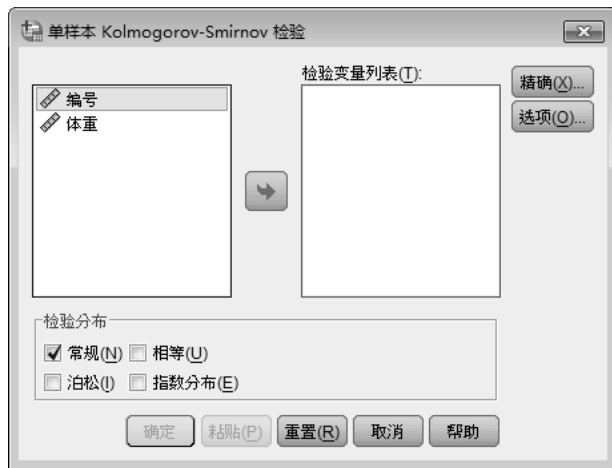 单样本 Kolmogorov-Smirnov 检验
检验变量列表(T):
编号
体重
精确(X)...
选项(O)...
检验分布
常规(N) 相等(U)
泊松(I) 指数分布(E)
确定 粘贴(P) 重置(R) 取消 帮助